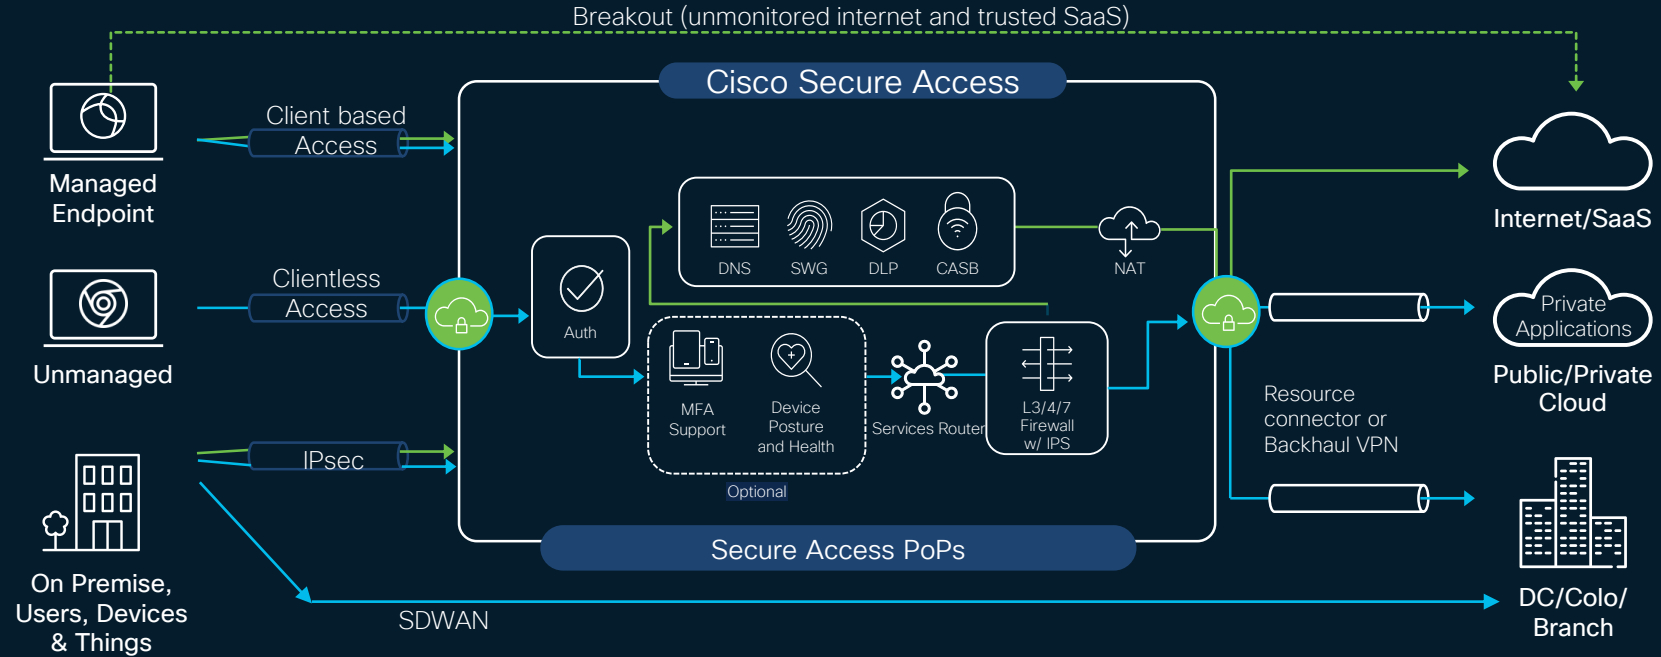 Breakout (unmonitored internet and trusted SaaS)
Cisco Secure Access
Client based
Access
Managed
Endpoint
Internet/SaaS
DNS
SWG
DLP
CASB
NAT
Clientless
Access
Auth
Unmanaged
Private
Applications
Public/Private
Cloud
MFA
Support
Device
Posture
and Health
Services Router
L3/4/7
Firewall
w/ IPS
Optional
Resource
connector or
Backhaul VPN
IPsec
Secure Access PoPs
On Premise,
Users, Devices
& Things
SDWAN
DC/Colo/
Branch